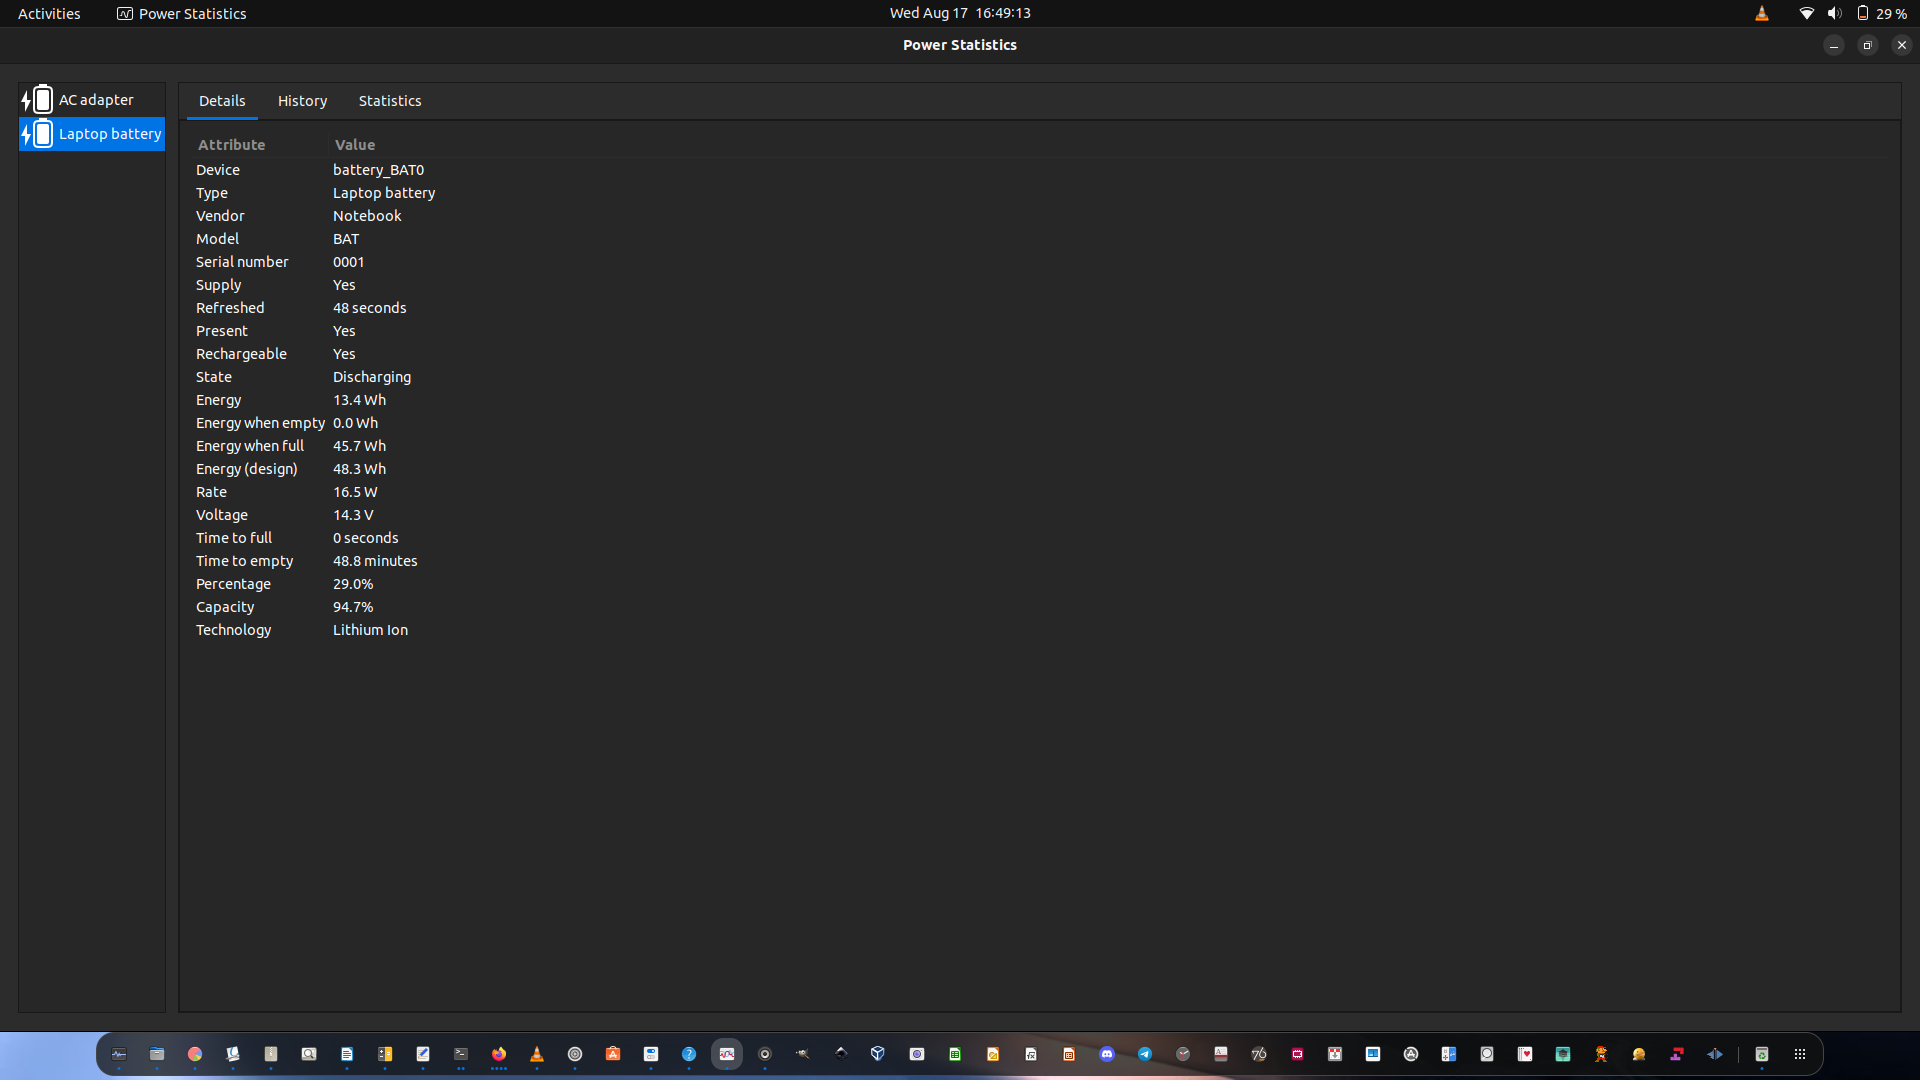 Activities Power Statistics Wed Aug 17 16:49:13 29 %
Power Statistics
AC adapter
Laptop battery
Details History Statistics
Attribute Value
Device battery_BAT0
Type Laptop battery
Vendor Notebook
Model BAT
Serial number 0001
Supply Yes
Refreshed 48 seconds
Present Yes
Rechargeable Yes
State Discharging
Energy 13.4 Wh
Energy when empty 0.0 Wh
Energy when full 45.7 Wh
Energy (design) 48.3 Wh
Rate 16.5 W
Voltage 14.3 V
Time to full 0 seconds
Time to empty 48.8 minutes
Percentage 29.0%
Capacity 94.7%
Technology Lithium Ion